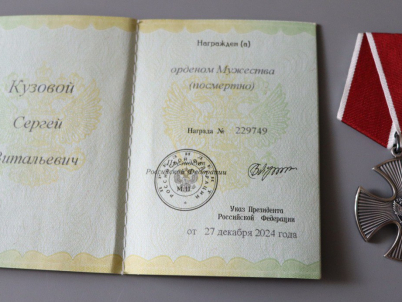 Кузовой
Сергей
Витальевич
Награжден (а)
орденом Мужества
(посмертно)
Награда № 229749
Президент
Российской Федерации
М.П.
Указ Президента
Российской Федерации
от 27 декабря 2024 года